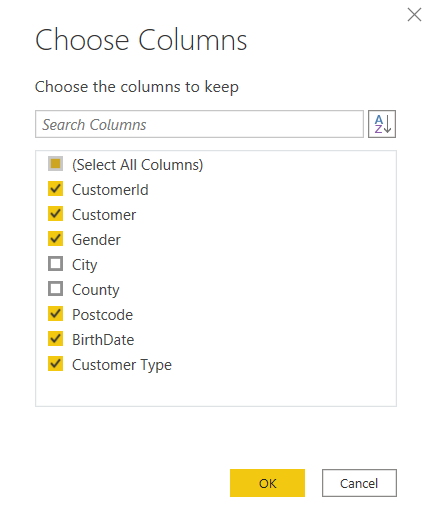 Choose Columns
Choose the columns to keep
Search Columns
A
Z
(Select All Columns)
CustomerId
Customer
Gender
City
County
Postcode
BirthDate
Customer Type
OK Cancel